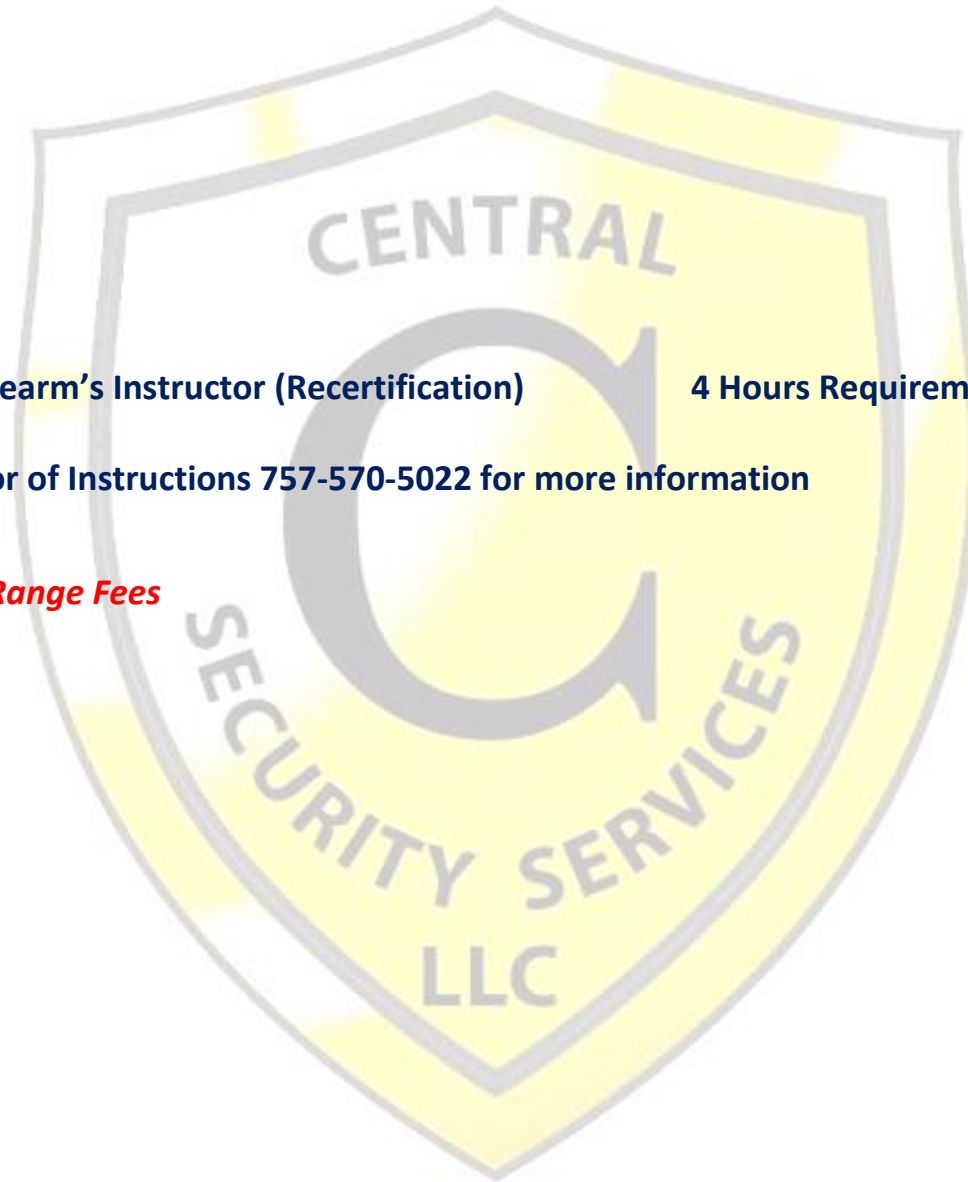 CENTRAL
C
earm’s Instructor (Recertification) 4 Hours Requirem
or of Instructions 757-570-5022 for more information
Range Fees
SECURITY SERVICES
LLC